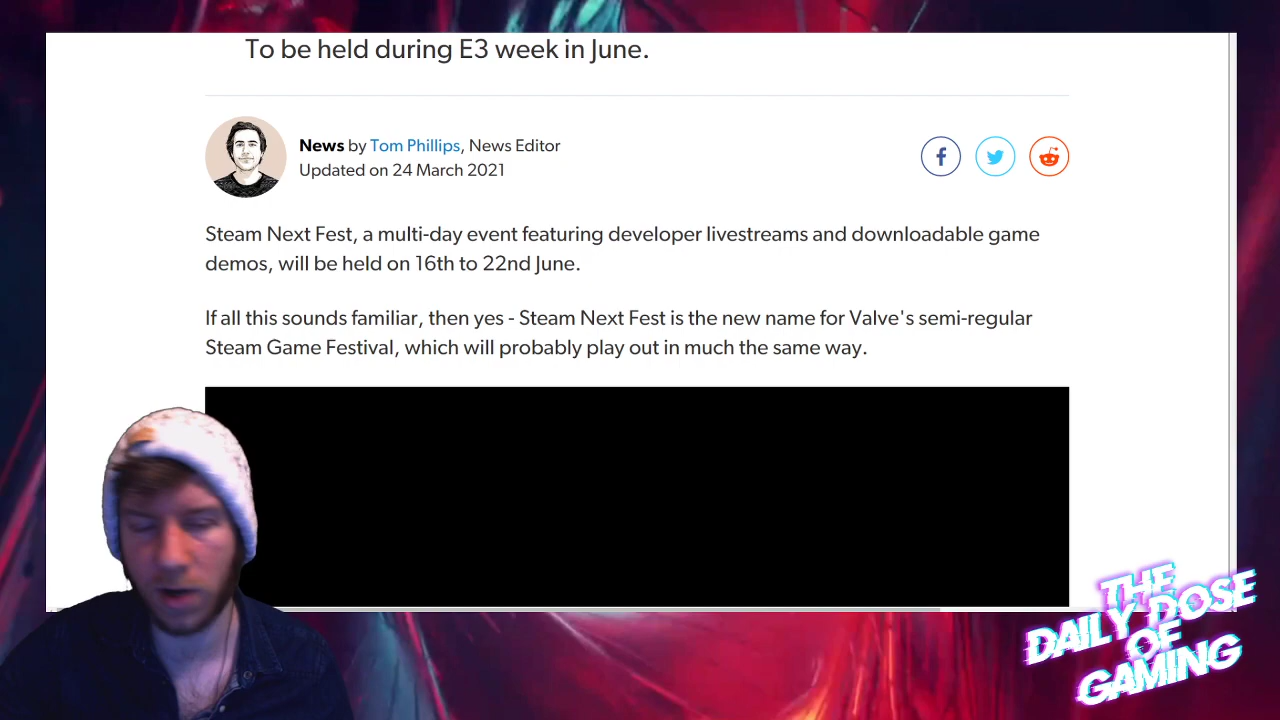 To be held during E3 week in June.
News by Tom Phillips, News Editor
Updated on 24 March 2021
Steam Next Fest, a multi-day event featuring developer livestreams and downloadable game
demos, will be held on 16th to 22nd June.
If all this sounds familiar, then yes - Steam Next Fest is the new name for Valve's semi-regular
Steam Game Festival, which will probably play out in much the same way.
THE
DAILY DOSE
OF
GAMING